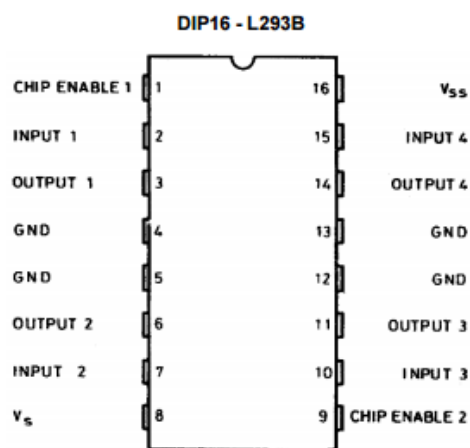 DIP16 - L293B
CHIP ENABLE 1 1 16 Vss
INPUT 1 2 15 INPUT 4
OUTPUT 1 3 14 OUTPUT 4
GND 4 13 GND
GND 5 12 GND
OUTPUT 2 6 11 OUTPUT 3
INPUT 2 7 10 INPUT 3
Vs 8 9 CHIP ENABLE 2